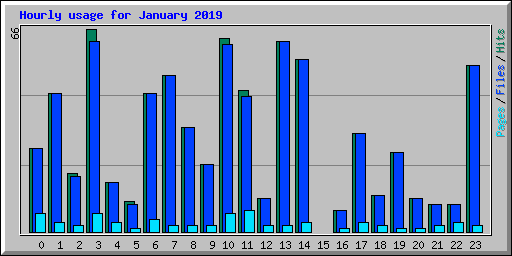 Hourly usage for January 2019
66
Pages/Files/Hits
0 1 2 3 4 5 6 7 8 9 10 11 12 13 14 15 16 17 18 19 20 21 22 23